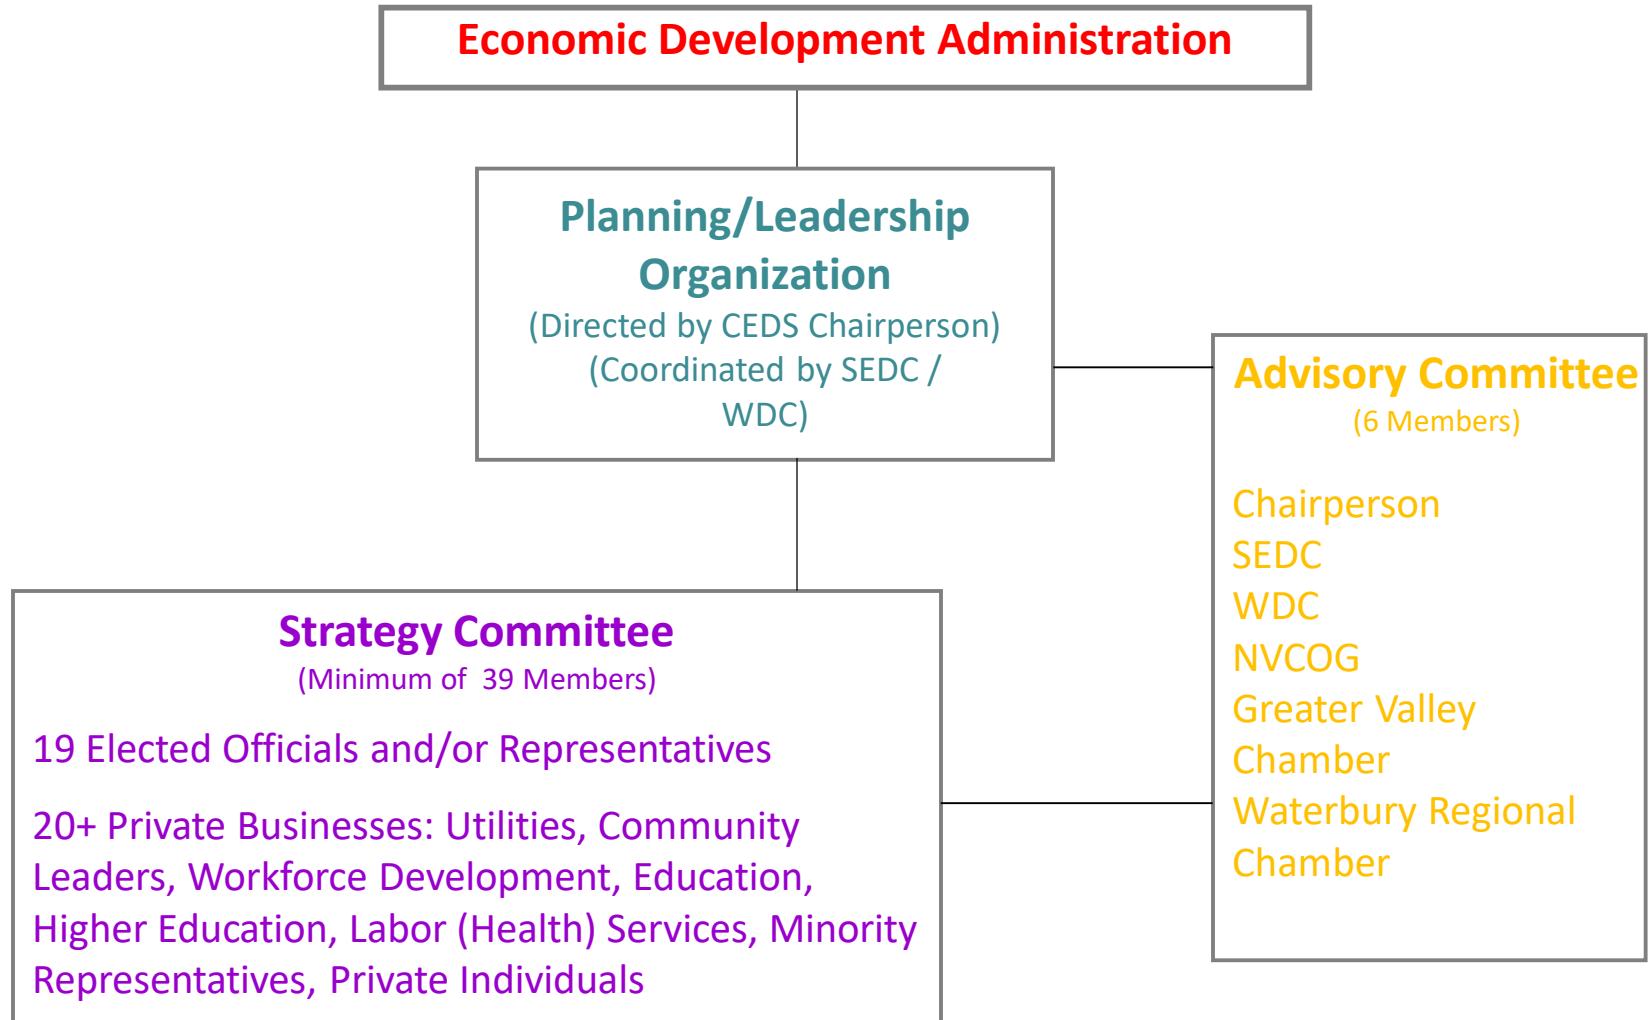 Economic Development Administration
Planning/Leadership
Organization
(Directed by CEDS Chairperson)
(Coordinated by SEDC /
WDC)
Advisory Committee
(6 Members)
Chairperson
SEDC
WDC
NVCOG
Greater Valley
Chamber
Waterbury Regional
Chamber
Strategy Committee
(Minimum of 39 Members)
19 Elected Officials and/or Representatives
20+ Private Businesses: Utilities, Community
Leaders, Workforce Development, Education,
Higher Education, Labor (Health) Services, Minority
Representatives, Private Individuals